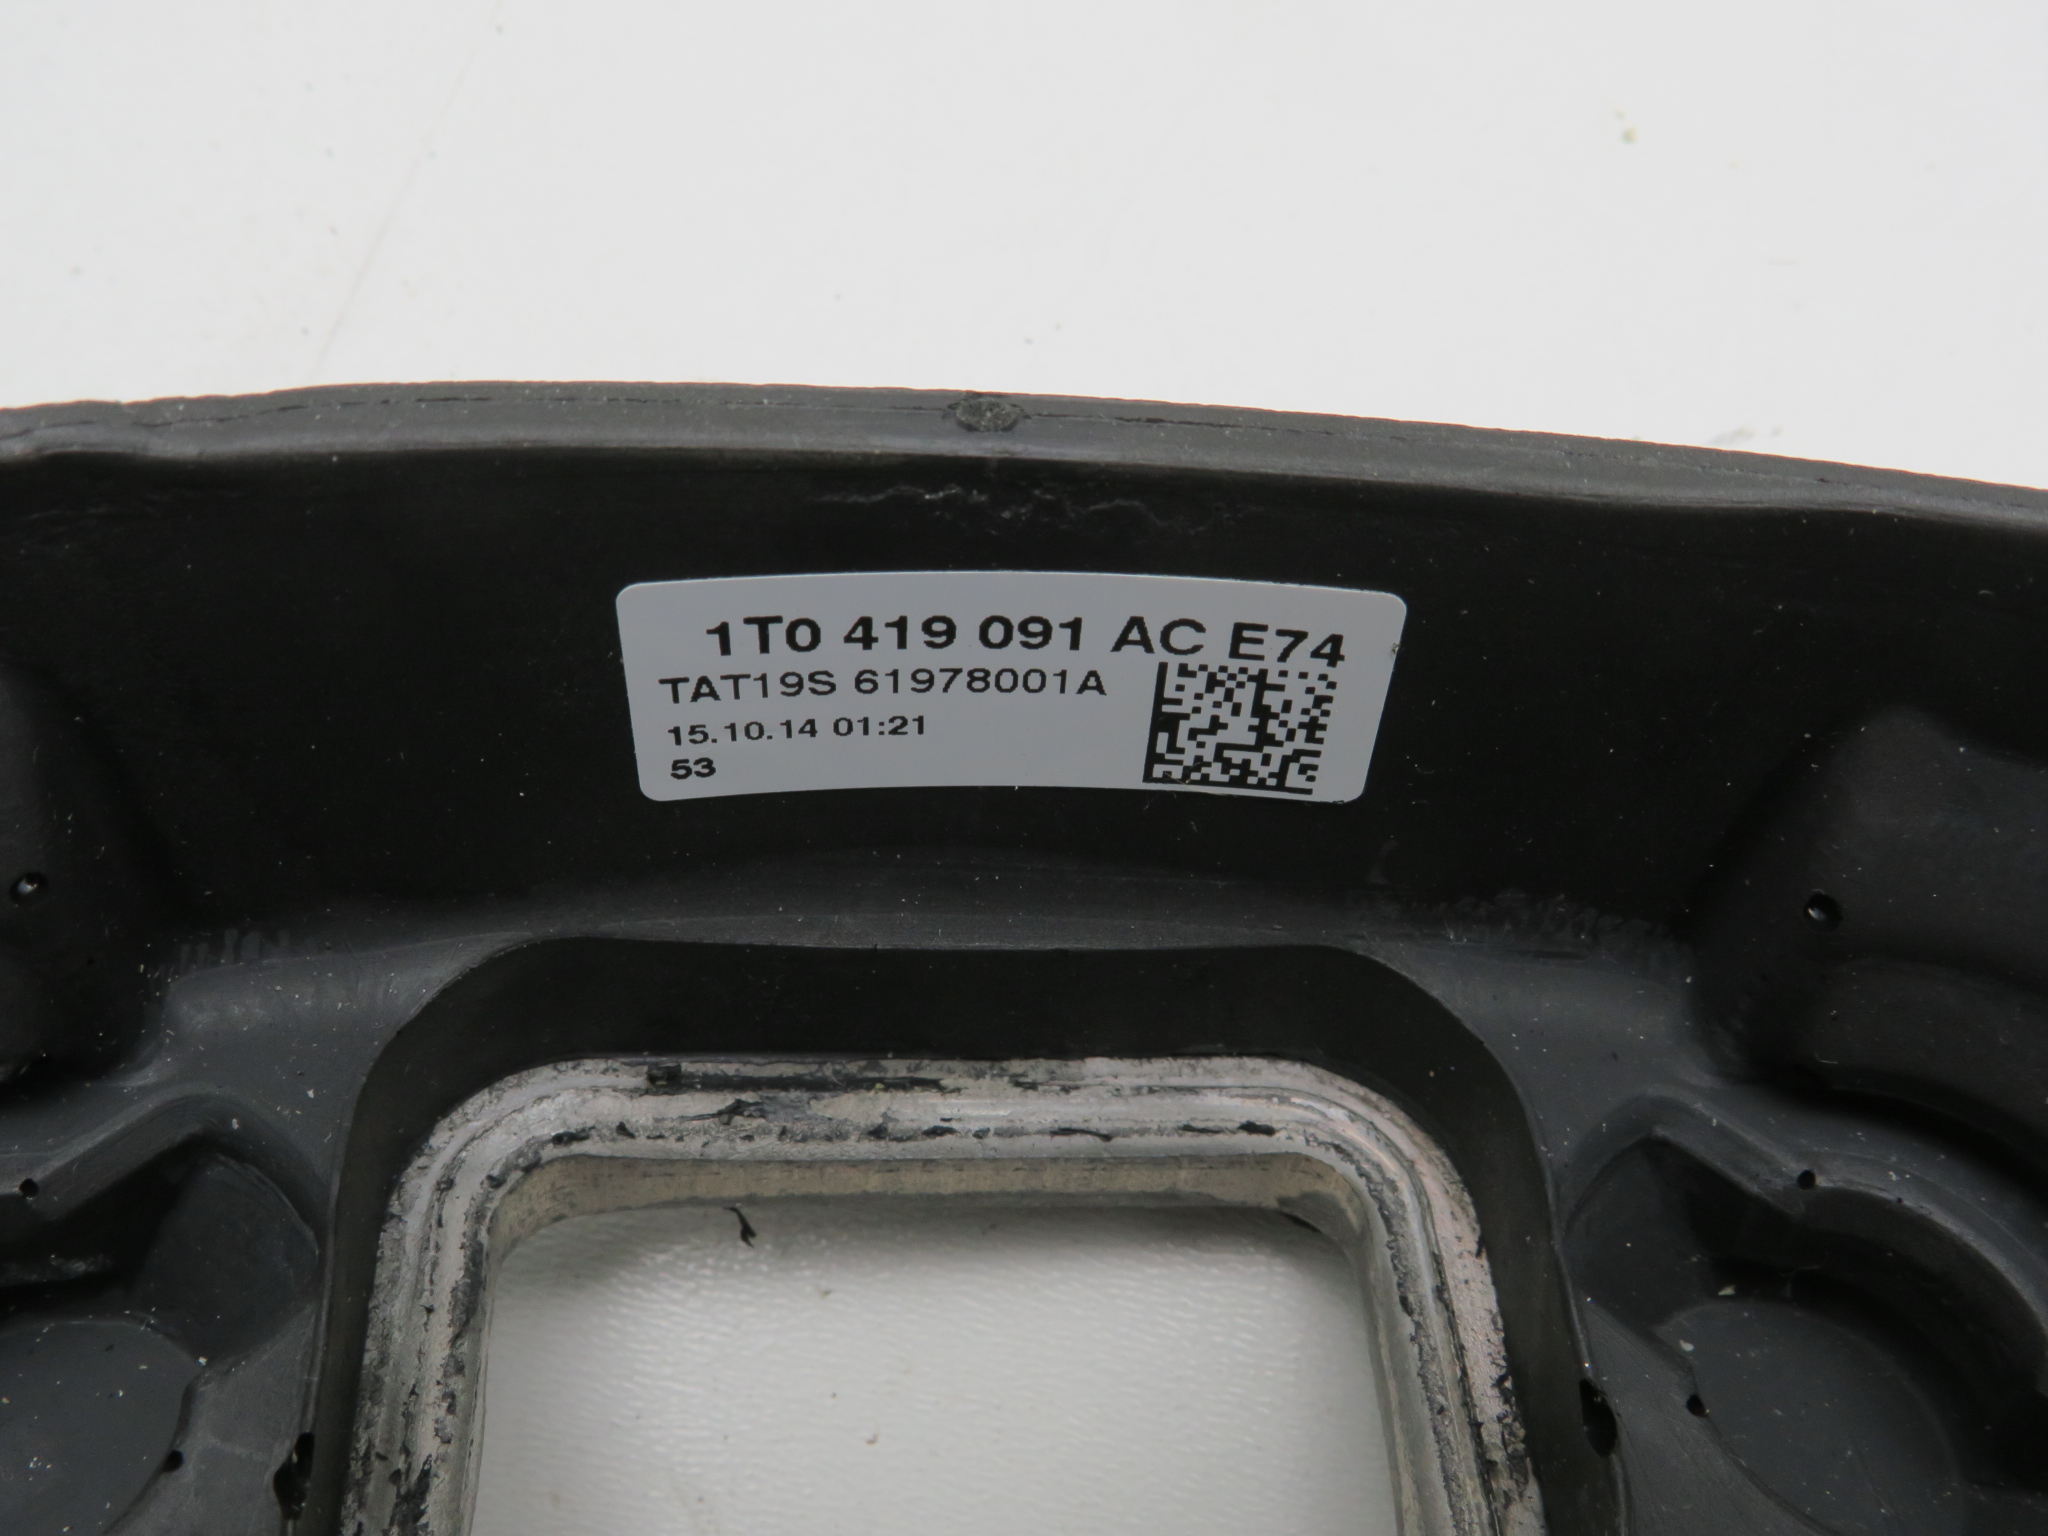 1T0 419 091 AC E74
TAT19S 61978001A
15.10.14 01:21
53